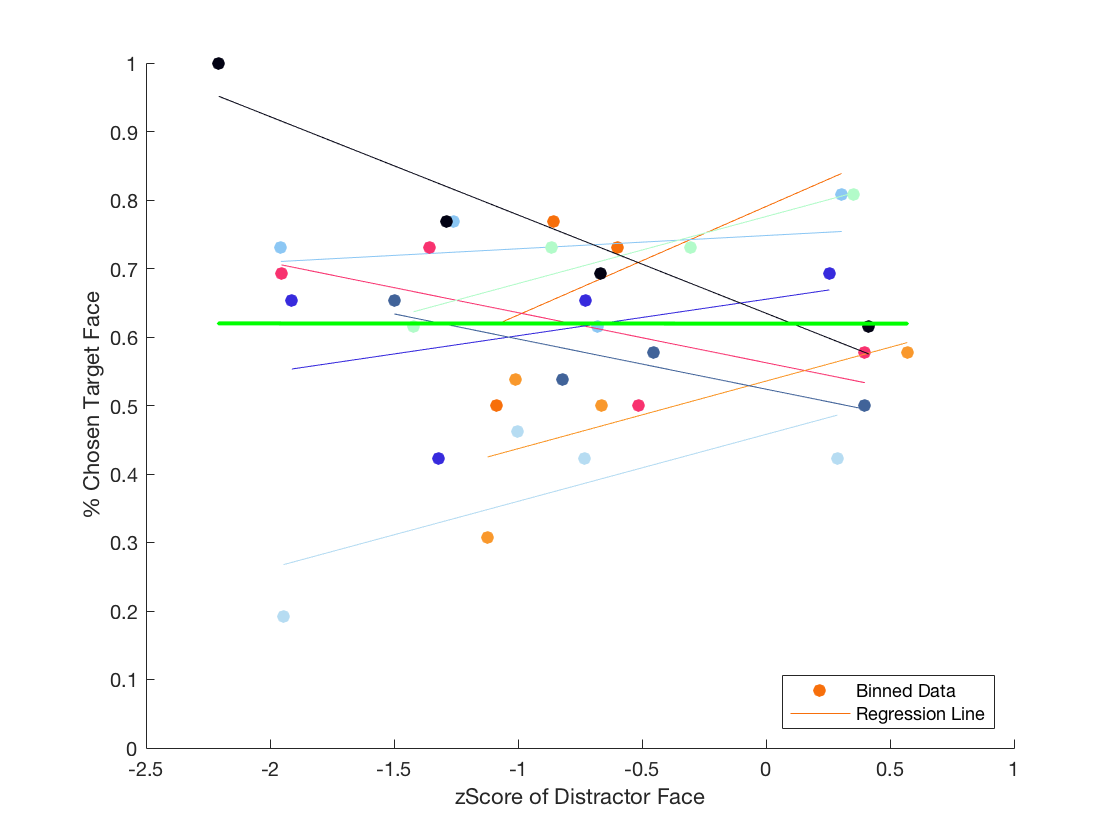 1
0.9
0.8
0.7
0.6
0.5
0.4
0.3
0.2
0.1
0
% Chosen Target Face
Binned Data
Regression Line
-2.5 -2 -1.5 -1 -0.5 0 0.5 1
zScore of Distractor Face